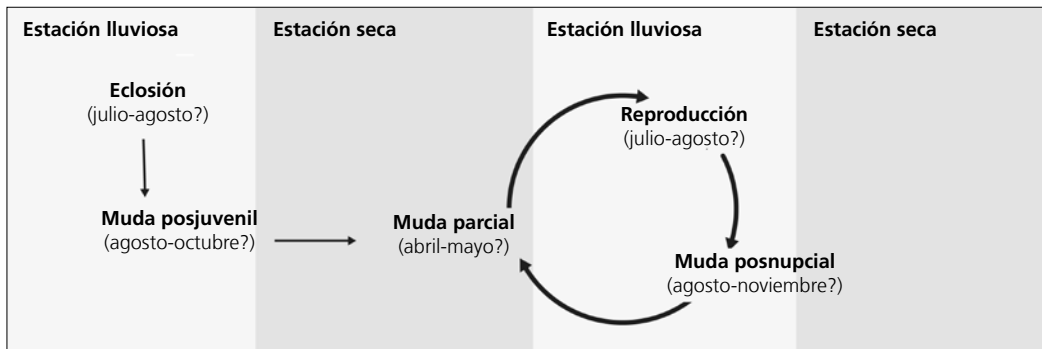 Estación lluviosa
Estación seca
Estación lluviosa
Estación seca
Eclosión
(julio-agosto?)
Reproducción
(julio-agosto?)
Muda posjuvenil
(agosto-octubre?)
Muda parcial
(abril-mayo?)
Muda posnupcial
(agosto-noviembre?)